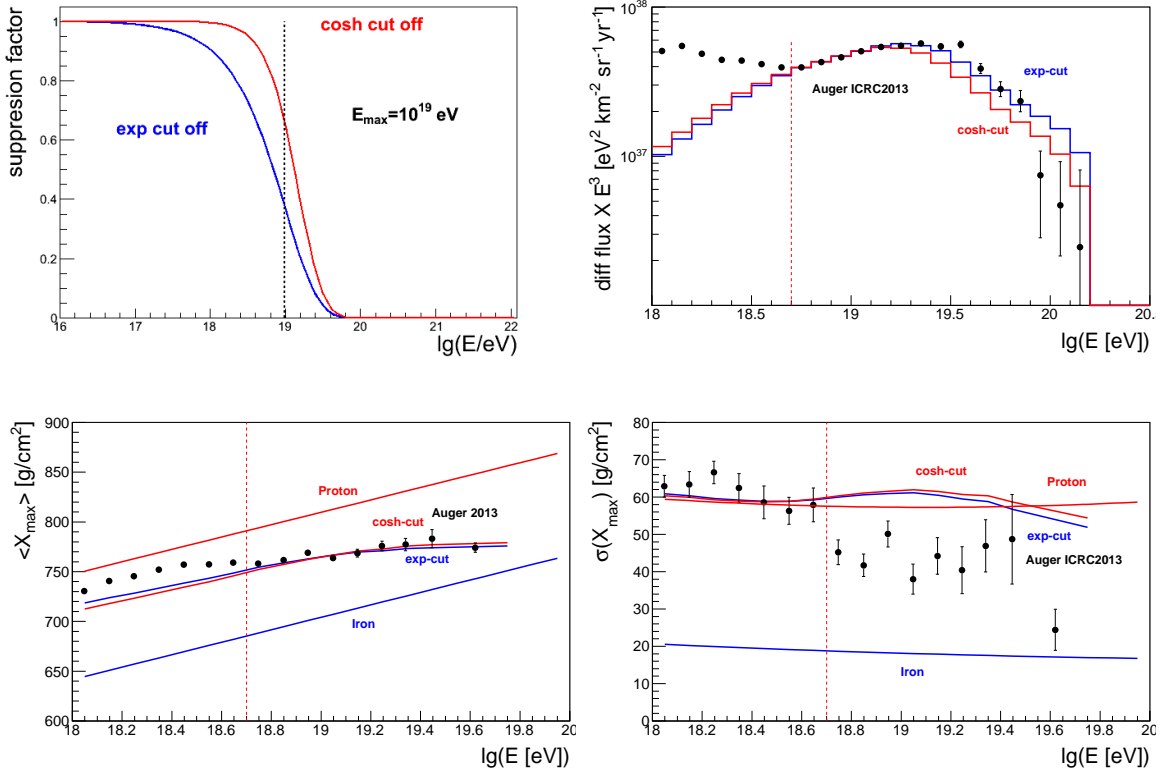 suppresion factor
1
0.8
0.6
0.4
0.2
0
cosh cut off
exp cut off
E_max=10^19 eV
16 17 18 19 20 21 22
lg(E/eV)
diff flux X E^3 [eV^2 km^-2 sr^-1 yr^-1]
10^38
10^37
exp-cut
Auger ICRC2013
cosh-cut
18 18.5 19 19.5 20 20.5
lg(E [eV])
<X_max> [g/cm^2]
900
850
800
750
700
650
600
Proton
Auger 2013
cosh-cut
exp-cut
Iron
18 18.2 18.4 18.6 18.8 19 19.2 19.4 19.6 19.8 20
lg(E [eV])
σ(X_max) [g/cm^2]
80
70
60
50
40
30
20
10
0
cosh-cut
Proton
exp-cut
Auger ICRC2013
Iron
18 18.2 18.4 18.6 18.8 19 19.2 19.4 19.6 19.8 20
lg(E [eV])